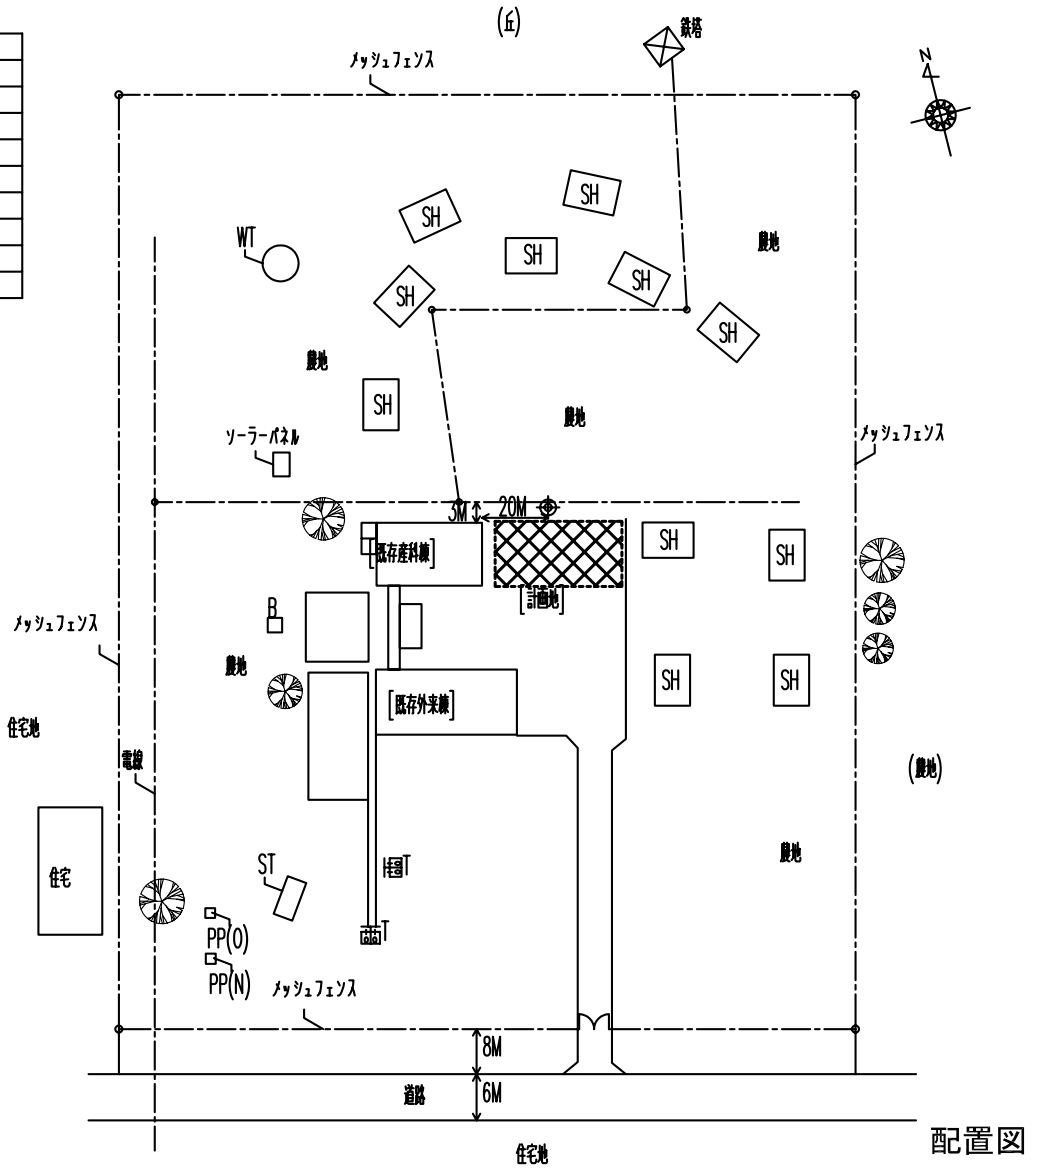 (丘)
鉄塔
メッシュフェンス
N
SH
SH
WT
SH
農地
SH
SH
SH
農地
SH
農地
メッシュフェンス
ソーラーパネル
3M
20M
SH
[既存産科棟]
SH
[計画地]
B
メッシュフェンス
農地
SH
SH
[既存外来棟]
住宅地
電線
(農地)
農地
ST
T
住宅
T
PP(O)
PP(N)
メッシュフェンス
8M
道路
6M
配置図
住宅地